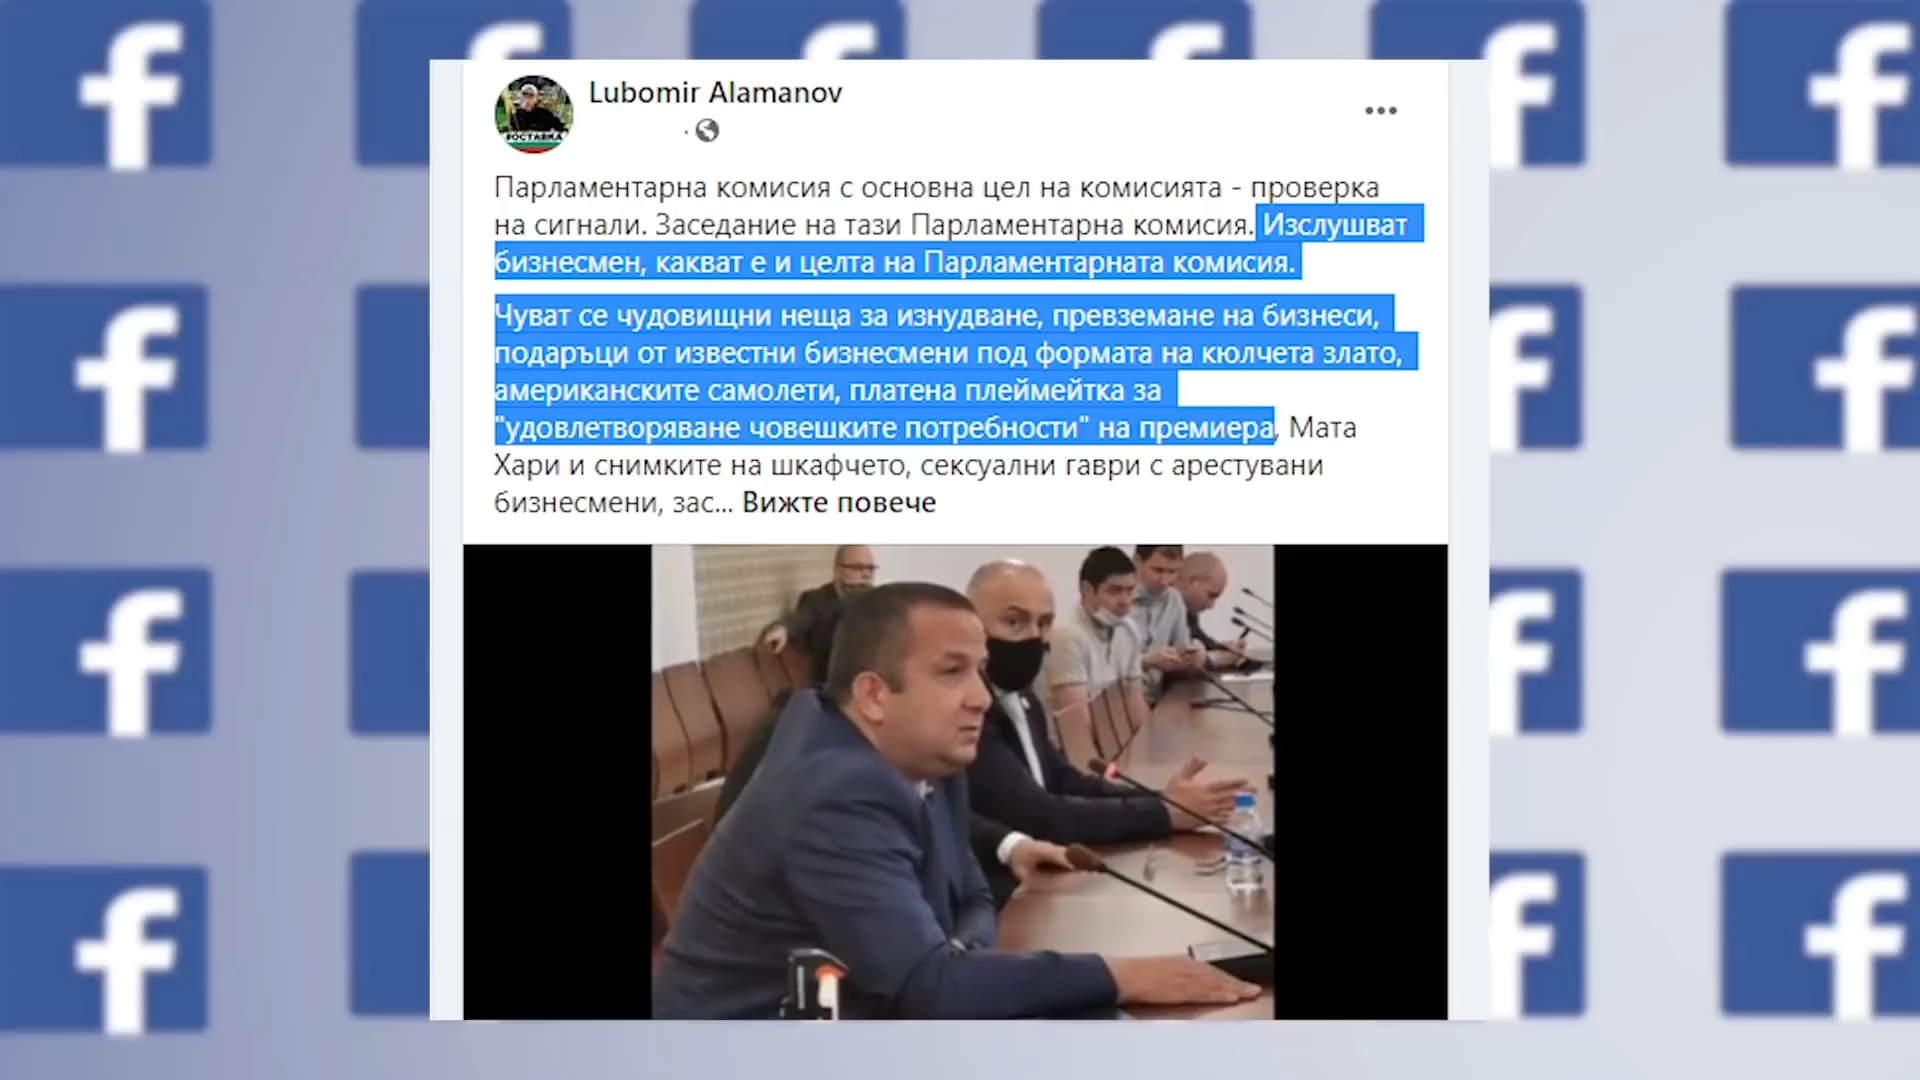 Lubomir Alamanov
Парламентарна комисия с основна цел на комисията - проверка
на сигнали. Заседание на тази Парламентарна комисия. Изслушват
бизнесмен, какват е и целта на Парламентарната комисия.
Чуват се чудовищни неща за изнудване, превземане на бизнеси,
подаръци от известни бизнесмени под формата на кюлчета злато,
американските самолети, платена плеймейтка за
"удовлетворяване човешките потребности" на премиера, Мата
Хари и снимките на шкафчето, сексуални гаври с арестувани
бизнесмени, зас... Вижте повече